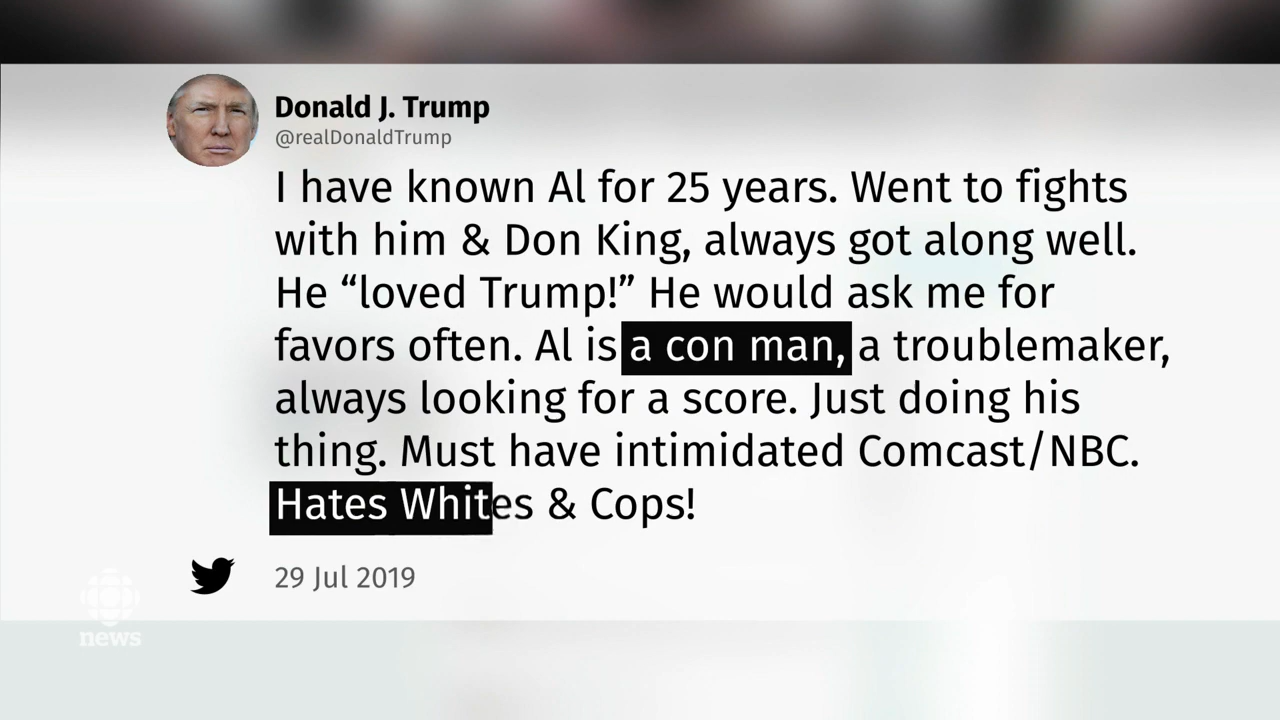 Donald J. Trump
@realDonaldTrump
I have known Al for 25 years. Went to fights
with him & Don King, always got along well.
He “loved Trump!” He would ask me for
favors often. Al is a con man, a troublemaker,
always looking for a score. Just doing his
thing. Must have intimidated Comcast/NBC.
Hates Whites & Cops!
29 Jul 2019
news